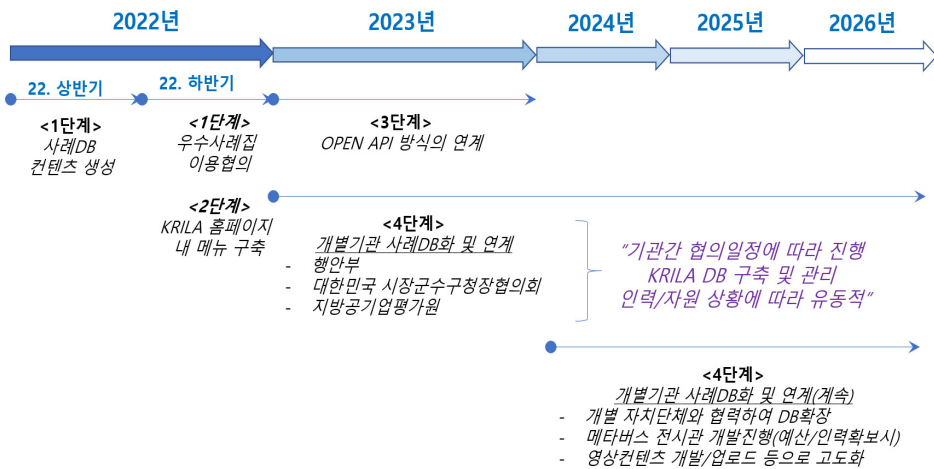 2022년
2023년
2024년
2025년
2026년
22. 상반기
22. 하반기
<1단계>
사례DB
컨텐츠 생성
<1단계>
우수사례집
이용협의
<3단계>
OPEN API 방식의 연계
<2단계>
KRILA 홈페이지
내 메뉴 구축
<4단계>
개별기관 사례DB화 및 연계
- 행안부
- 대한민국 시장군수구청장협의회
- 지방공기업평가원
"기관간 협의일정에 따라 진행
KRILA DB 구축 및 관리
인력/자원 상황에 따라 유동적"
<4단계>
개별기관 사례DB화 및 연계(계속)
- 개별 자치단체와 협력하여 DB확장
- 메타버스 전시관 개발진행(예산/인력확보시)
- 영상컨텐츠 개발/업로드 등으로 고도화